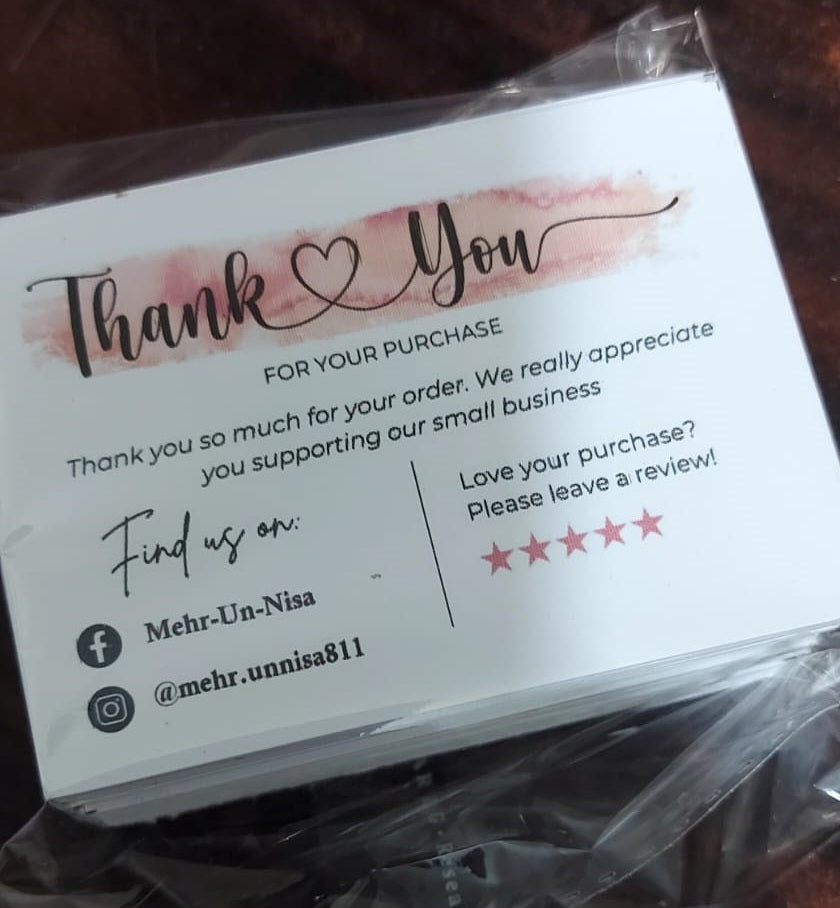 Thank You
FOR YOUR PURCHASE
Thank you so much for your order. We really appreciate
you supporting our small business
Find us on:
Mehr-Un-Nisa
@mehr.unnisa811
Love your purchase?
Please leave a review!